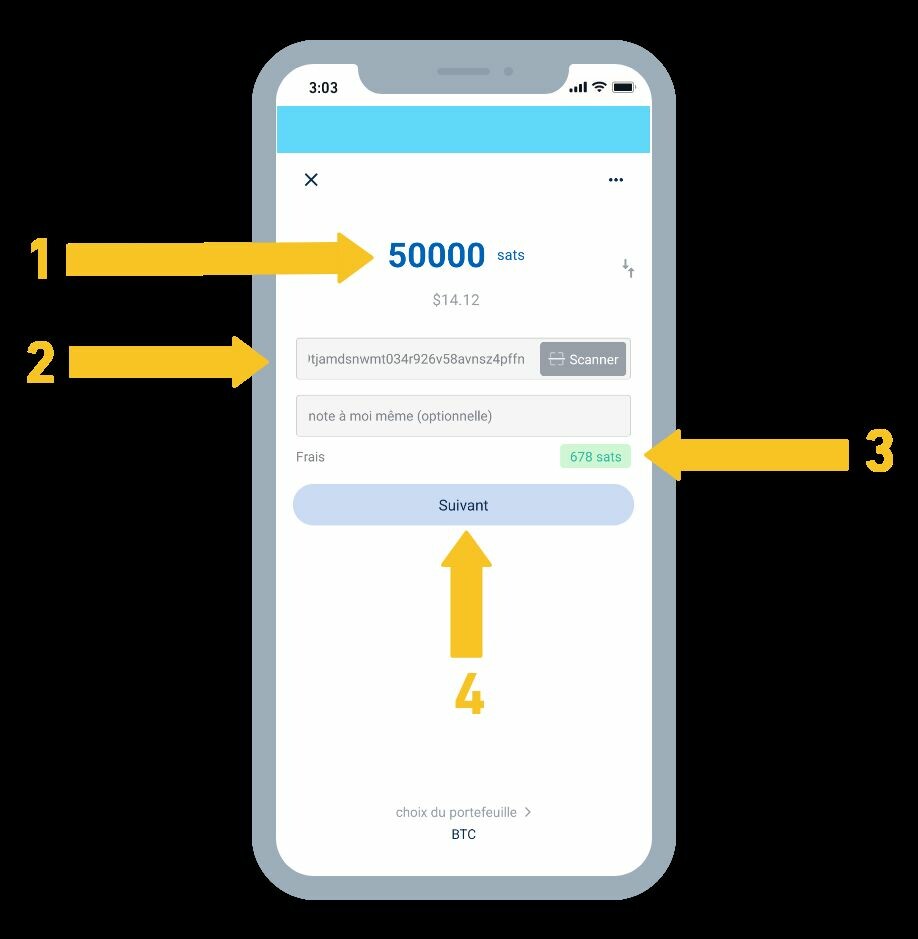 3:03
1
50000 sats
$14.12
2
tjamdsnwmt034r926v58avnsz4pffn
Scanner
note à moi même (optionnelle)
Frais
678 sats
3
Suivant
4
choix du portefeuille >
BTC